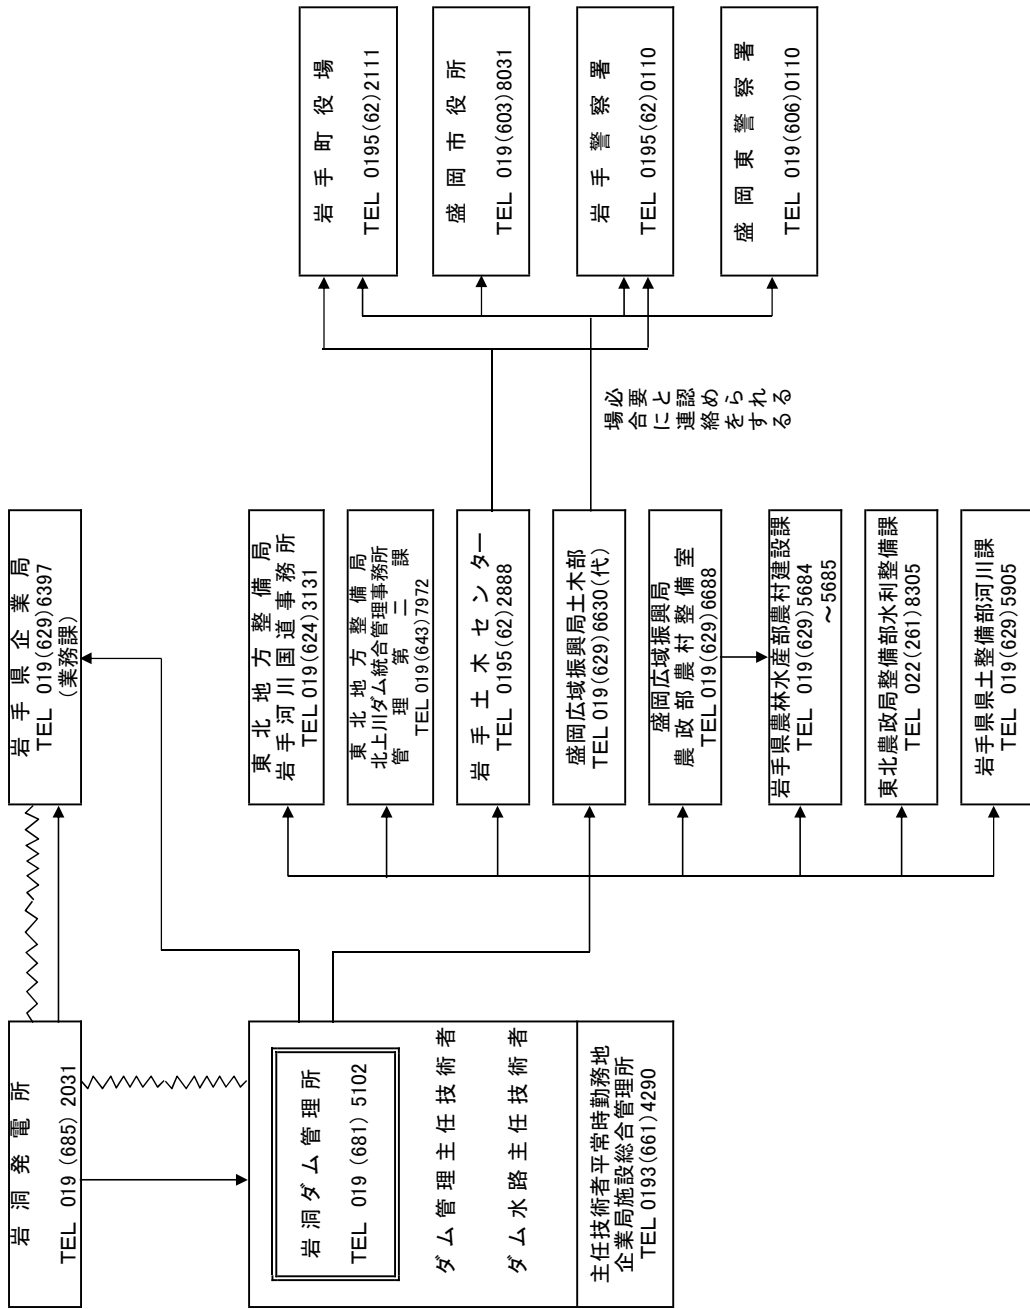 岩洞発電所
TEL 019 (685) 2031
岩手県企業局
TEL 019(629)6397
(業務課)
岩洞ダム管理所
TEL 019 (681) 5102
ダム管理主任技術者
ダム水路主任技術者
主任技術者平常時勤務地
企業局施設総合管理所
TEL 0193(661)4290
東北地方整備局
岩手河川国道事務所
TEL 019(624)3131
東北地方整備局
北上川ダム統合管理事務所
管理第二課
TEL 019(643)7972
岩手土木センター
TEL 0195(62)2888
盛岡広域振興局土木部
TEL 019(629)6630(代)
盛岡広域振興局
農政部農村整備室
TEL 019(629)6688
岩手県農林水産部農村建設課
TEL 019(629)5684
～5685
東北農政局整備部水利整備課
TEL 022(261)8305
岩手県県土整備部河川課
TEL 019(629)5905
必要と認められる
場合に連絡をする
岩手町役場
TEL 0195(62)2111
盛岡市役所
TEL 019(603)8031
岩手警察署
TEL 0195(62)0110
盛岡東警察署
TEL 019(606)0110